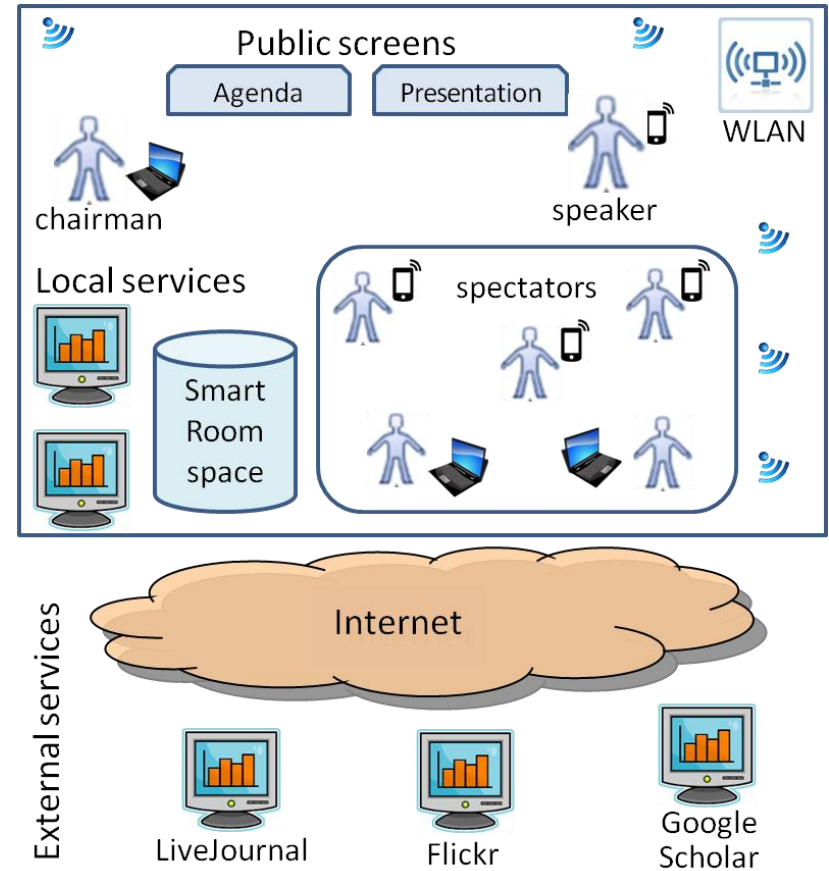 Public screens
Agenda
Presentation
WLAN
chairman
speaker
Local services
spectators
Smart
Room
space
Internet
External services
LiveJournal
Flickr
Google
Scholar